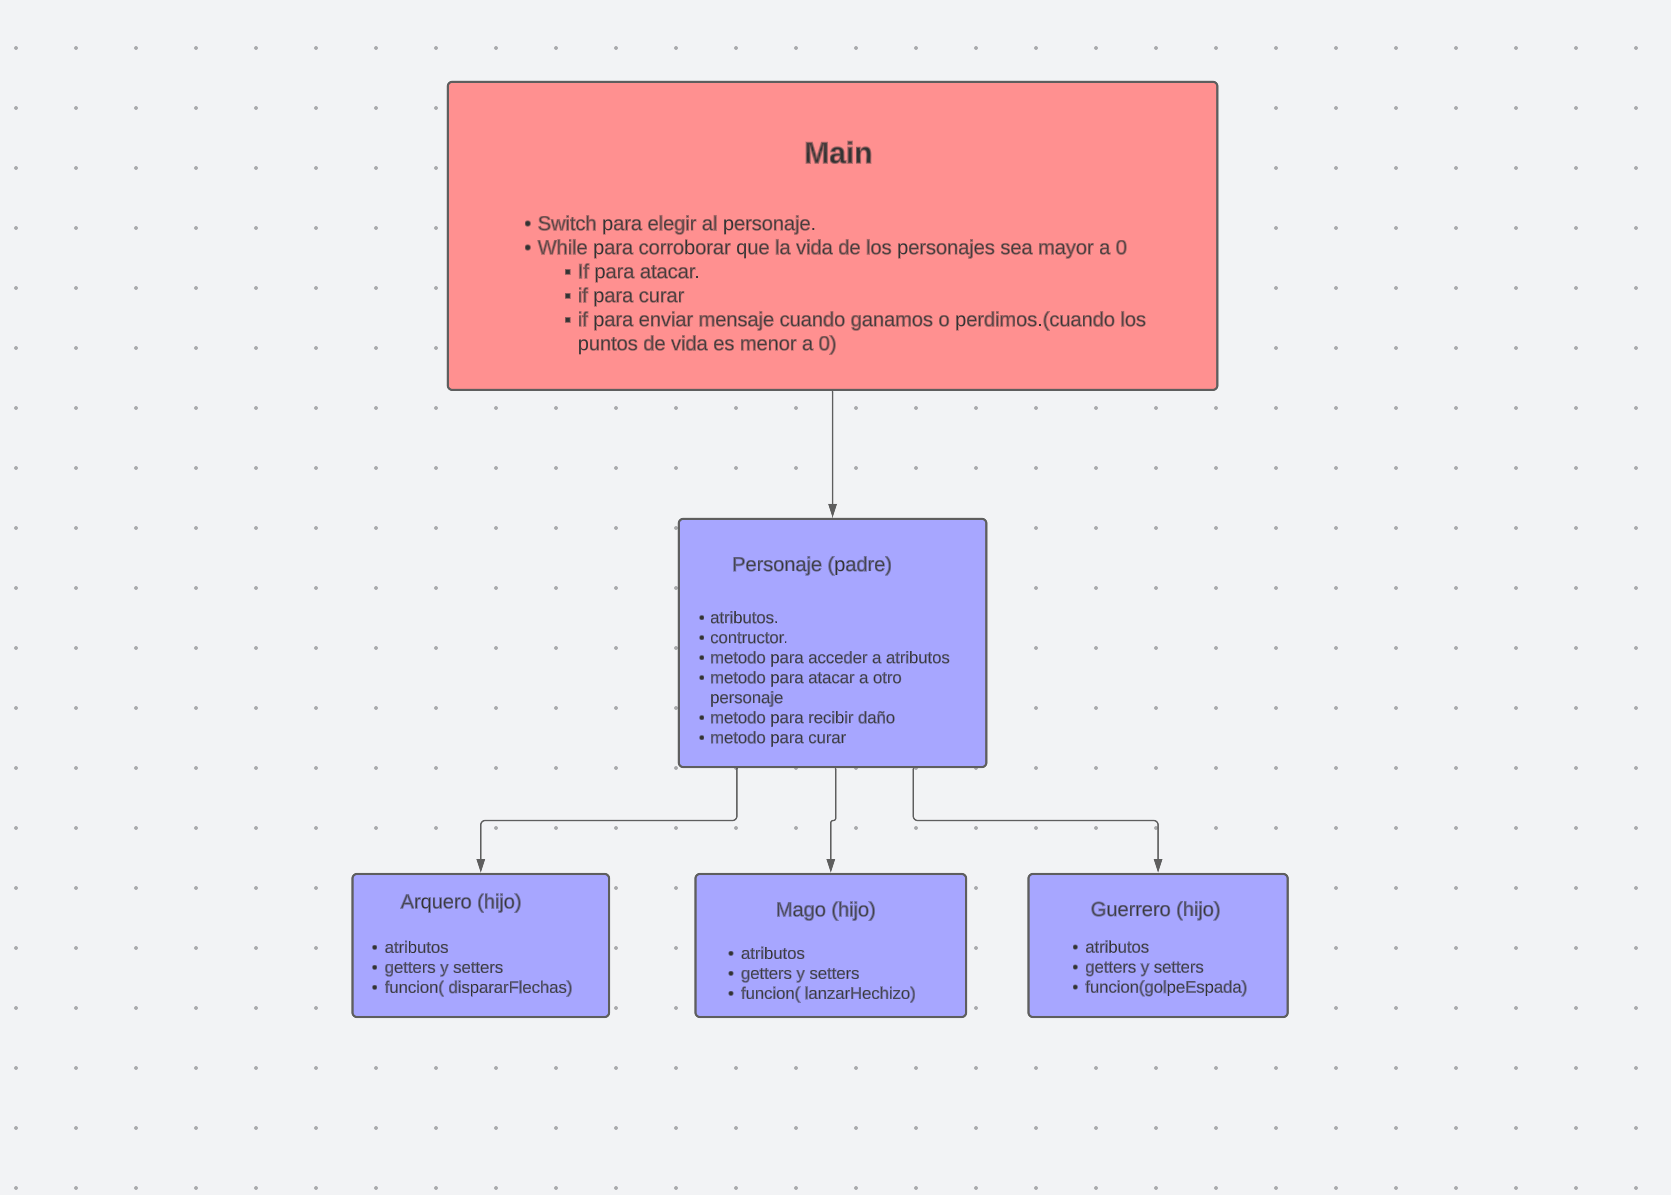 Main
• Switch para elegir al personaje.
• While para corroborar que la vida de los personajes sea mayor a 0
▪ If para atacar.
▪ if para curar
▪ if para enviar mensaje cuando ganamos o perdimos.(cuando los
puntos de vida es menor a 0)
Personaje (padre)
• atributos.
• contructor.
• metodo para acceder a atributos
• metodo para atacar a otro
personaje
• metodo para recibir daño
• metodo para curar
Arquero (hijo)
• atributos
• getters y setters
• funcion( dispararFlechas)
Mago (hijo)
• atributos
• getters y setters
• funcion( lanzarHechizo)
Guerrero (hijo)
• atributos
• getters y setters
• funcion(golpeEspada)